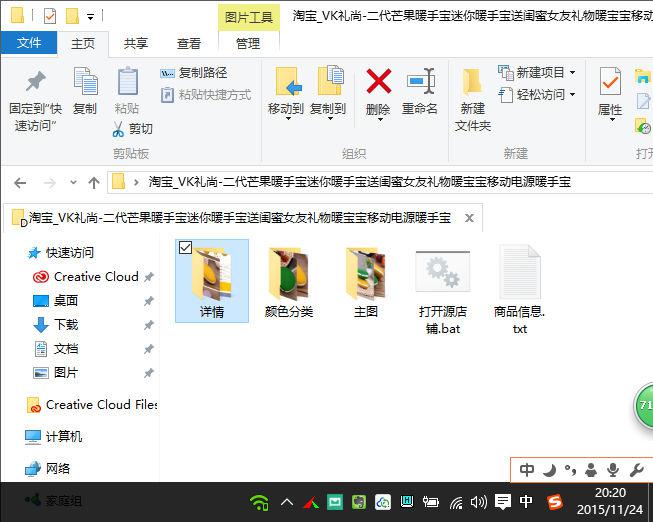 图片工具
淘宝_VK礼尚-二代芒果暖手宝迷你暖手宝送闺蜜女友礼物暖宝宝移动
文件 主页 共享 查看 管理
固定到"快速访问"
复制
粘贴
复制路径
粘贴快捷方式
剪切
剪贴板
移动到
复制到
删除
重命名
组织
新建文件夹
新建项目
轻松访问
新建
属性
打开
淘宝_VK礼尚-二代芒果暖手宝迷你暖手宝送闺蜜女友礼物暖宝宝移动电源暖手宝
D 淘宝_VK礼尚-二代芒果暖手宝迷你暖手宝送闺蜜女友礼物暖宝宝移动电源暖手宝
快速访问
Creative Cloud
桌面
下载
文档
图片
Creative Cloud Files
计算机
网络
家庭组
详情
颜色分类
主图
打开源店
铺.bat
商品信息.
txt
71
中
中
20:20
2015/11/24